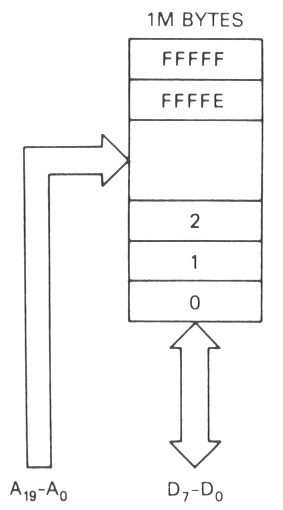 1M BYTES
FFFFF
FFFFE
2
1
0
A₁₉-A₀
D₇-D₀